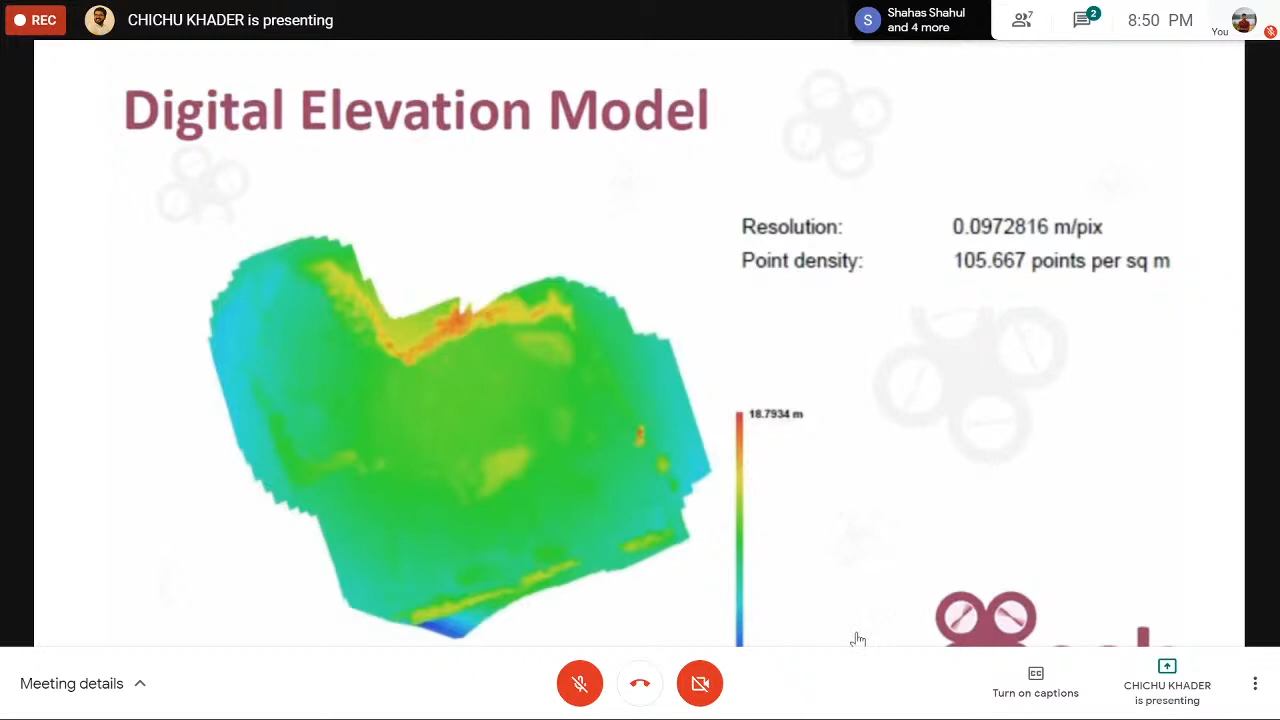 REC
CHICHU KHADER is presenting
S
Shahas Shahul
and 4 more
7
2
8:50 PM
You
Digital Elevation Model
Resolution: 0.0972816 m/pix
Point density: 105.667 points per sq m
18.7934 m
Meeting details
CC
Turn on captions
CHICHU KHADER
is presenting